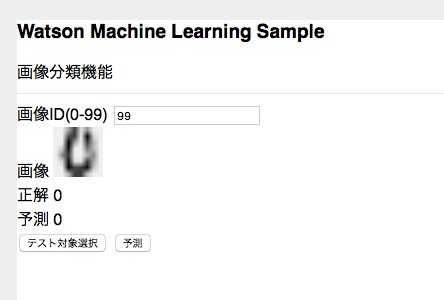 Watson Machine Learning Sample
画像分類機能
画像ID(0-99) 99
画像
正解 0
予測 0
テスト対象選択 予測